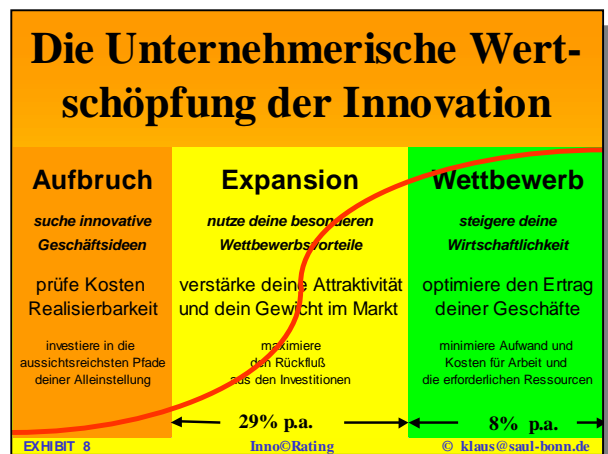 Die Unternehmerische Wert-
schöpfung der Innovation
Aufbruch
suche innovative
Geschäftsideen
prüfe Kosten
Realisierbarkeit
investiere in die
aussichtsreichsten Pfade
deiner Alleinstellung
Expansion
nutze deine besonderen
Wettbewerbsvorteile
verstärke deine Attraktivität
und dein Gewicht im Markt
maximiere
den Rückfluß
aus den Investitionen
Wettbewerb
steigere deine
Wirtschaftlichkeit
optimiere den Ertrag
deiner Geschäfte
minimiere Aufwand und
Kosten für Arbeit und
die erforderlichen Ressourcen
29% p.a.
8% p.a.
EXHIBIT 8
Inno©Rating
© klaus@saul-bonn.de